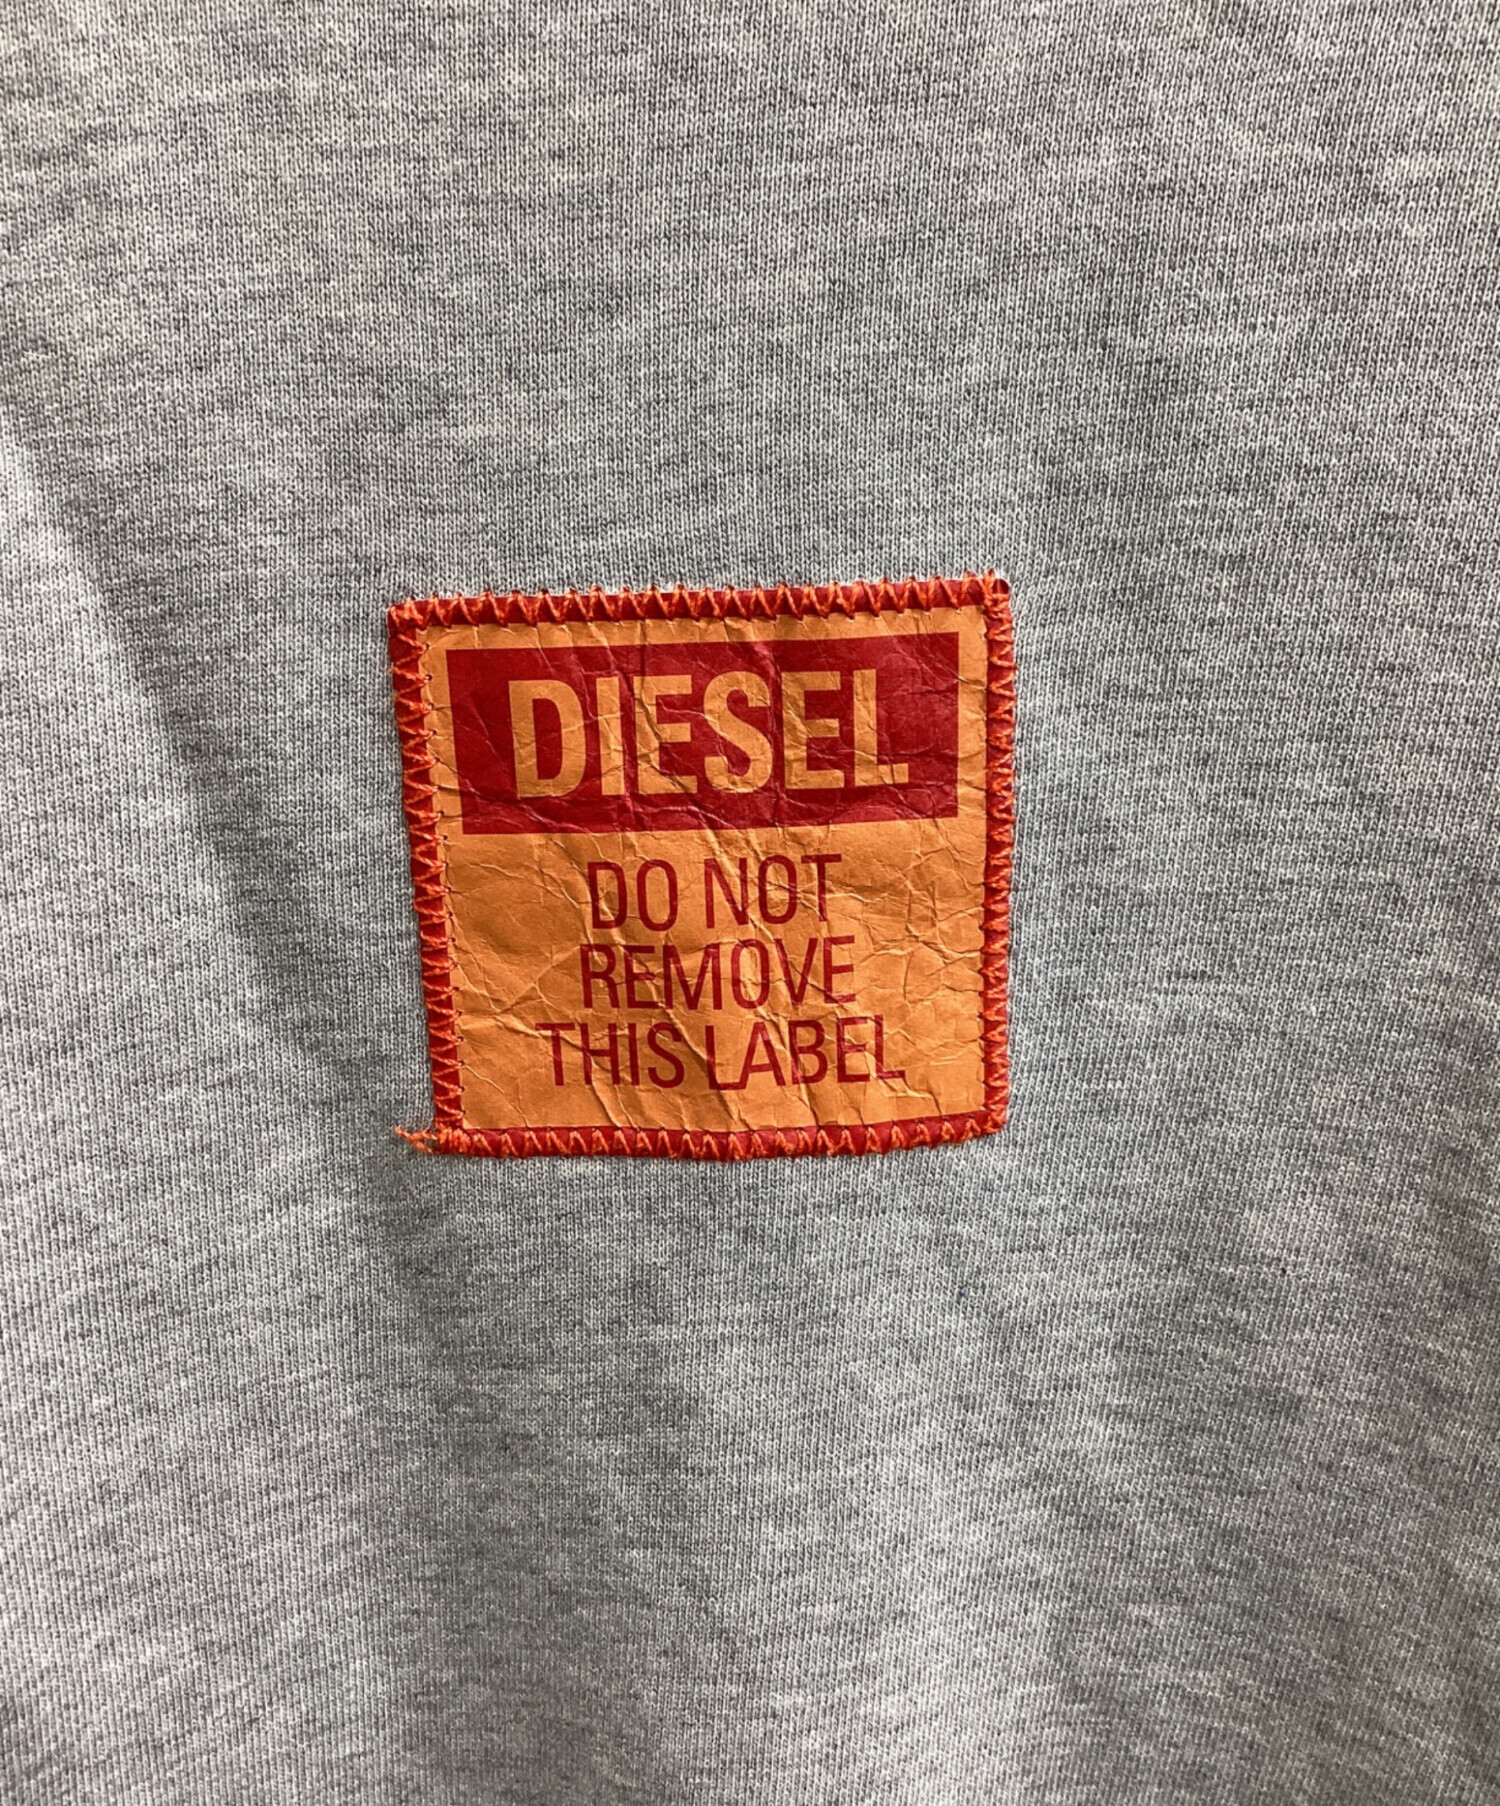 DIESEL
DO NOT
REMOVE
THIS LABEL